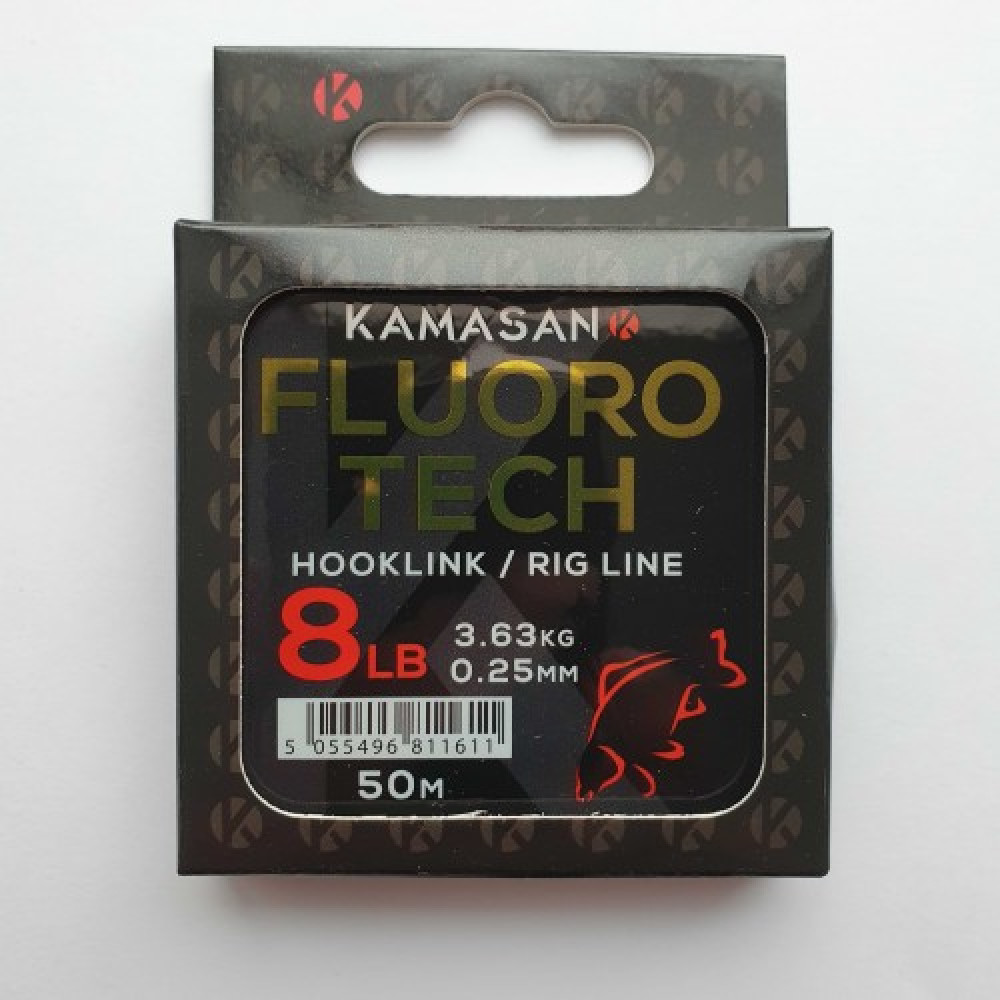 KAMASAN
FLUORO
TECH
HOOKLINK / RIG LINE
8LB
3.63KG
0.25MM
5 055496 811611
50M